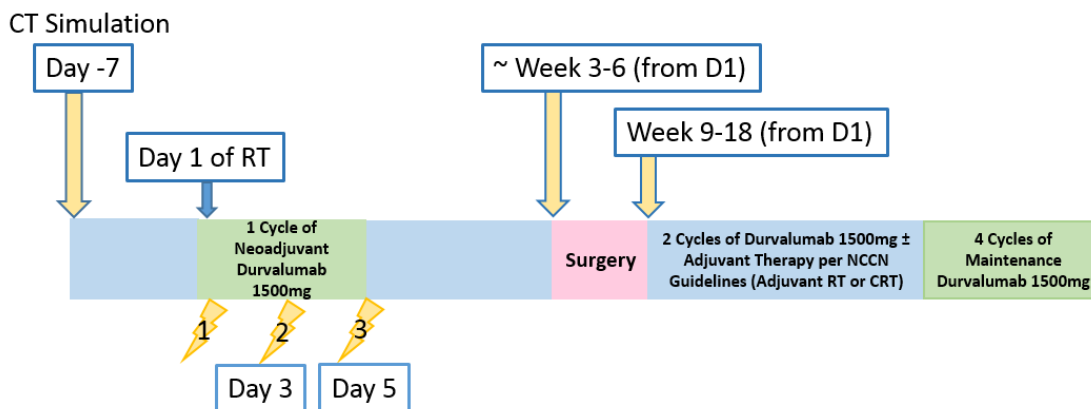 CT Simulation
Day -7
~ Week 3-6 (from D1)
Week 9-18 (from D1)
Day 1 of RT
1 Cycle of
Neoadjuvant
Durvalumab
1500mg
Surgery
2 Cycles of Durvalumab 1500mg ±
Adjuvant Therapy per NCCN
Guidelines (Adjuvant RT or CRT)
4 Cycles of
Maintenance
Durvalumab 1500mg
1
2
3
Day 3
Day 5